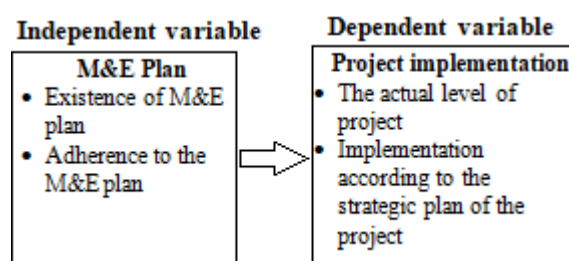 Independent variable
M&E Plan
• Existence of M&E
plan
• Adherence to the
M&E plan
Dependent variable
Project implementation
• The actual level of
project
• Implementation
according to the
strategic plan of the
project